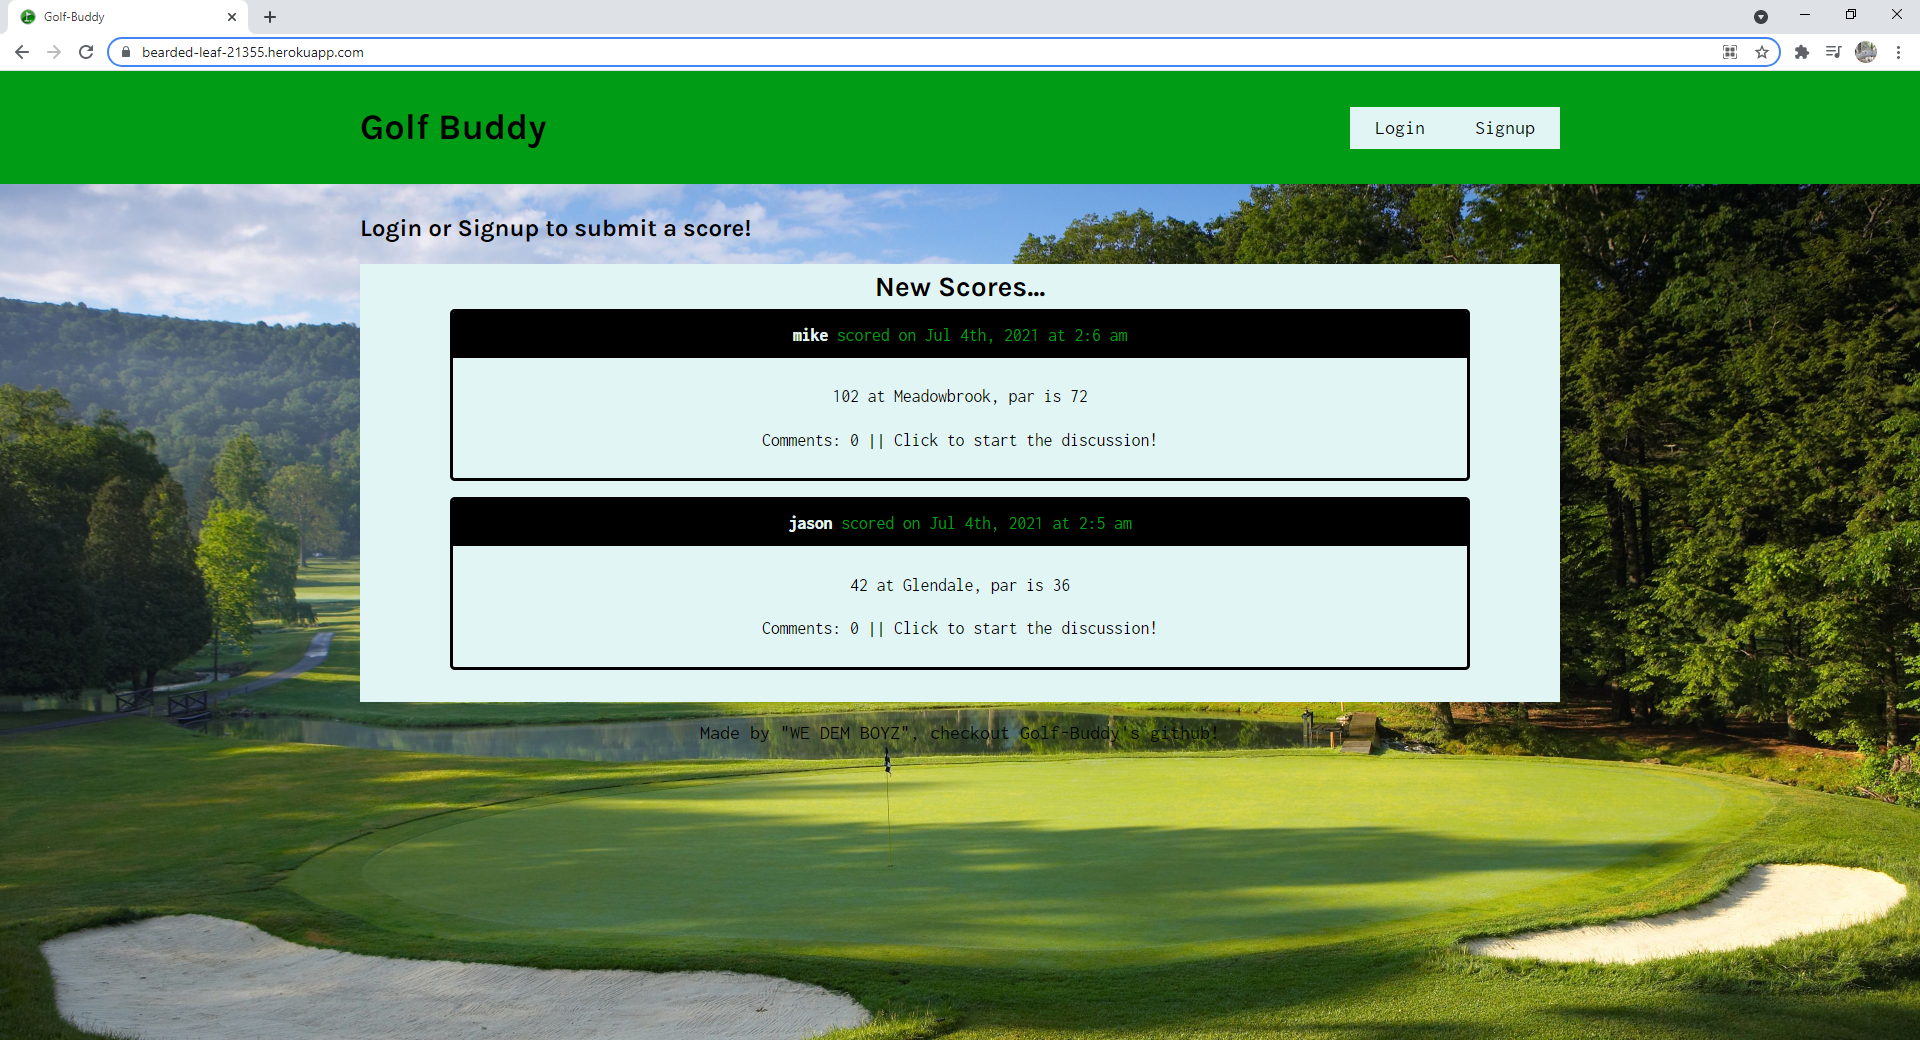 Golf-Buddy
bearded-leaf-21355.herokuapp.com
Golf Buddy
Login
Signup
Login or Signup to submit a score!
New Scores...
mike scored on Jul 4th, 2021 at 2:6 am
102 at Meadowbrook, par is 72
Comments: 0 || Click to start the discussion!
jason scored on Jul 4th, 2021 at 2:5 am
42 at Glendale, par is 36
Comments: 0 || Click to start the discussion!
Made by "WE DEM BOYZ", checkout Golf-Buddy's github!